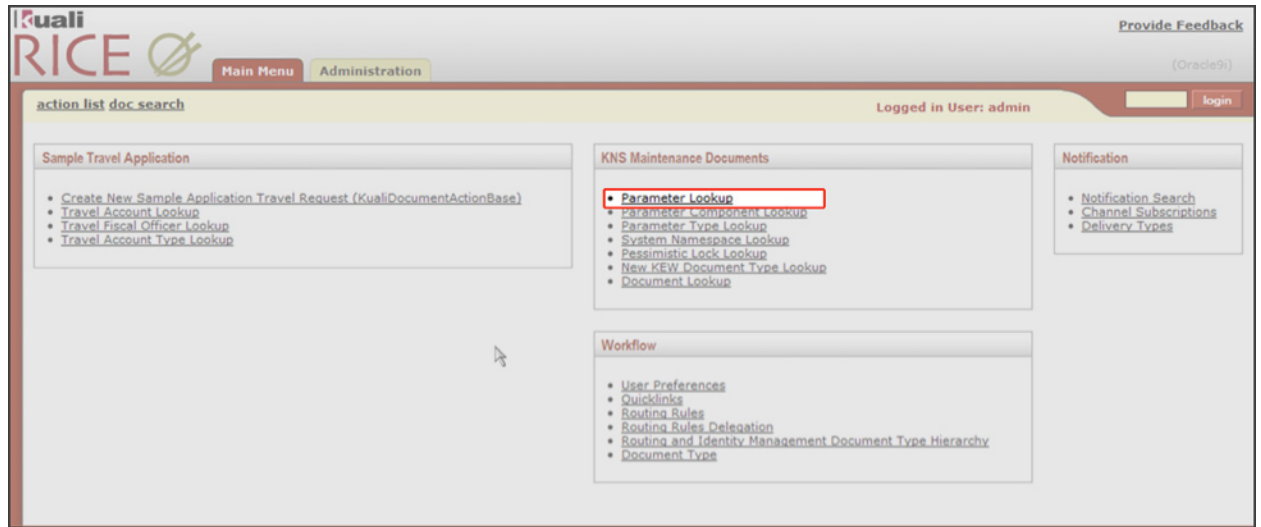 Kuali
RICE
Provide Feedback
Main Menu
Administration
(Oracle9i)
action list doc search
Logged in User: admin
login
Sample Travel Application
Create New Sample Application Travel Request (KualiDocumentActionBase)
Travel Account Lookup
Travel Fiscal Officer Lookup
Travel Account Type Lookup
KNS Maintenance Documents
Parameter Lookup
Parameter Component Lookup
Parameter Type Lookup
System Namespace Lookup
Pessimistic Lock Lookup
New KEW Document Type Lookup
Document Lookup
Notification
Notification Search
Channel Subscriptions
Delivery Types
Workflow
User Preferences
Quicklinks
Routing Rules
Routing Rules Delegation
Routing and Identity Management Document Type Hierarchy
Document Type